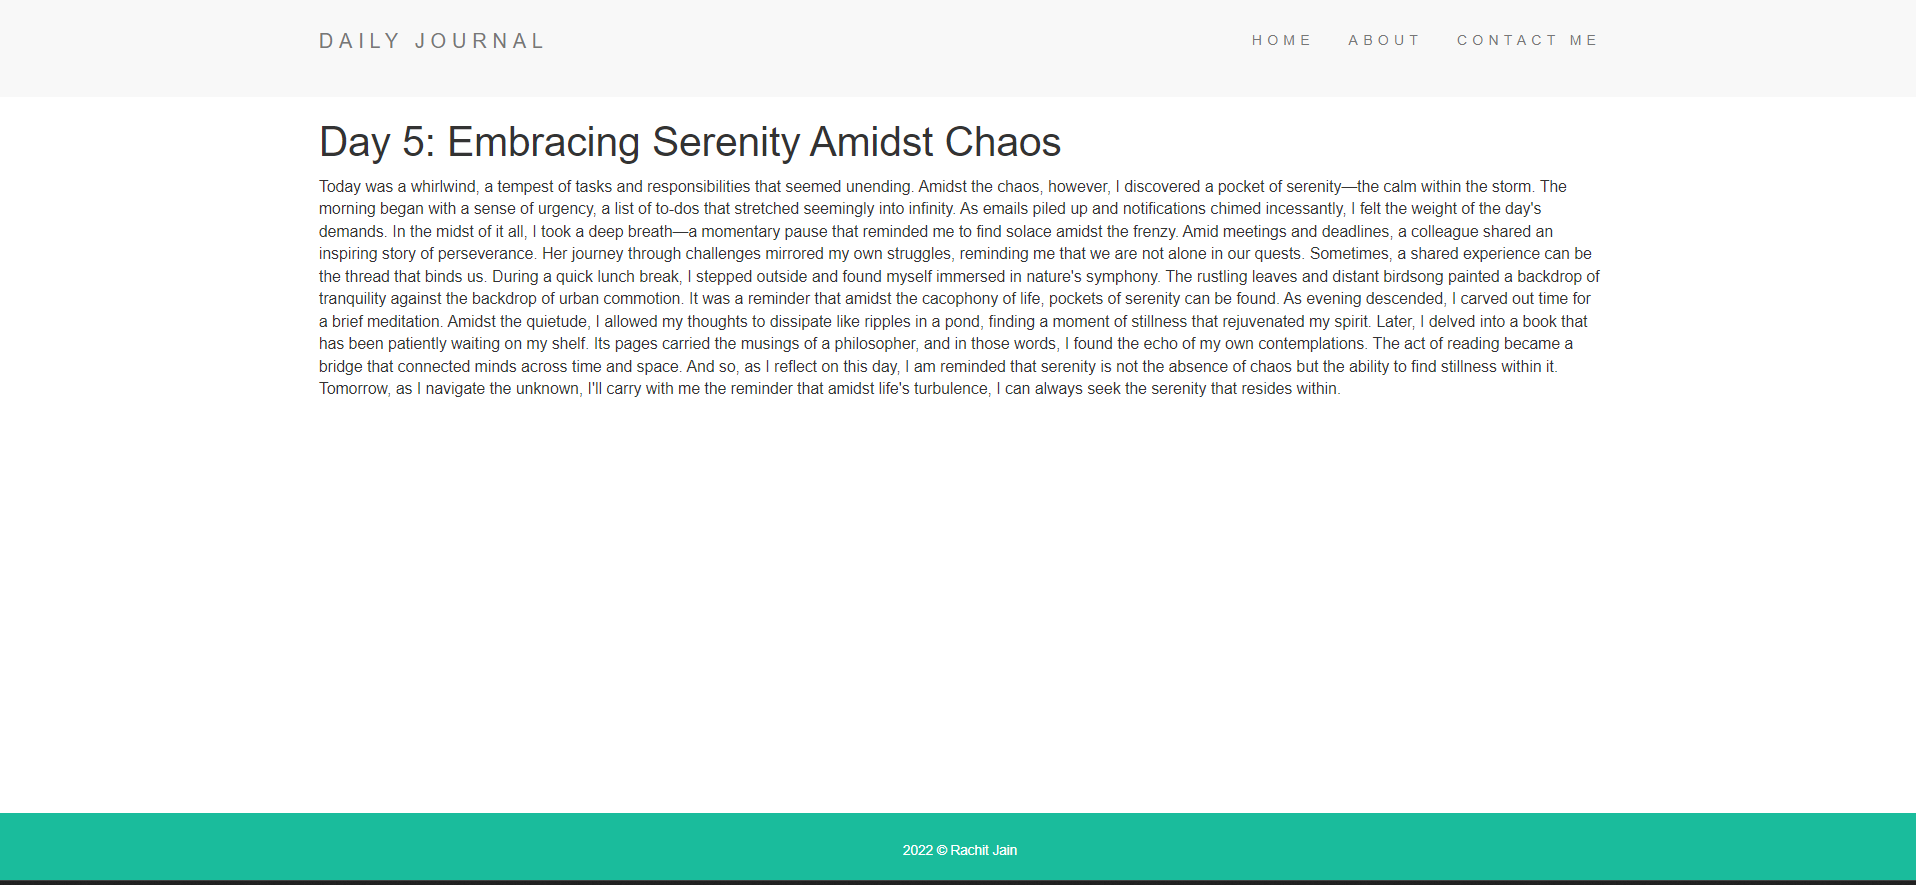 DAILY JOURNAL
HOME ABOUT CONTACT ME
Day 5: Embracing Serenity Amidst Chaos
Today was a whirlwind, a tempest of tasks and responsibilities that seemed unending. Amidst the chaos, however, I discovered a pocket of serenity—the calm within the storm. The
morning began with a sense of urgency, a list of to-dos that stretched seemingly into infinity. As emails piled up and notifications chimed incessantly, I felt the weight of the day's
demands. In the midst of it all, I took a deep breath—a momentary pause that reminded me to find solace amidst the frenzy. Amid meetings and deadlines, a colleague shared an
inspiring story of perseverance. Her journey through challenges mirrored my own struggles, reminding me that we are not alone in our quests. Sometimes, a shared experience can be
the thread that binds us. During a quick lunch break, I stepped outside and found myself immersed in nature's symphony. The rustling leaves and distant birdsong painted a backdrop of
tranquility against the backdrop of urban commotion. It was a reminder that amidst the cacophony of life, pockets of serenity can be found. As evening descended, I carved out time for
a brief meditation. Amidst the quietude, I allowed my thoughts to dissipate like ripples in a pond, finding a moment of stillness that rejuvenated my spirit. Later, I delved into a book that
has been patiently waiting on my shelf. Its pages carried the musings of a philosopher, and in those words, I found the echo of my own contemplations. The act of reading became a
bridge that connected minds across time and space. And so, as I reflect on this day, I am reminded that serenity is not the absence of chaos but the ability to find stillness within it.
Tomorrow, as I navigate the unknown, I'll carry with me the reminder that amidst life's turbulence, I can always seek the serenity that resides within.
2022 © Rachit Jain